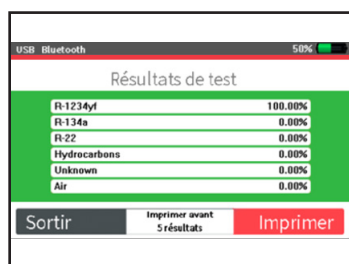 USB Bluetooth 50%
Résultats de test
R-1234yf 100.00%
R-134a 0.00%
R-22 0.00%
Hydrocarbons 0.00%
Unknown 0.00%
Air 0.00%
Sortir
Imprimer avant
5 résultats
Imprimer